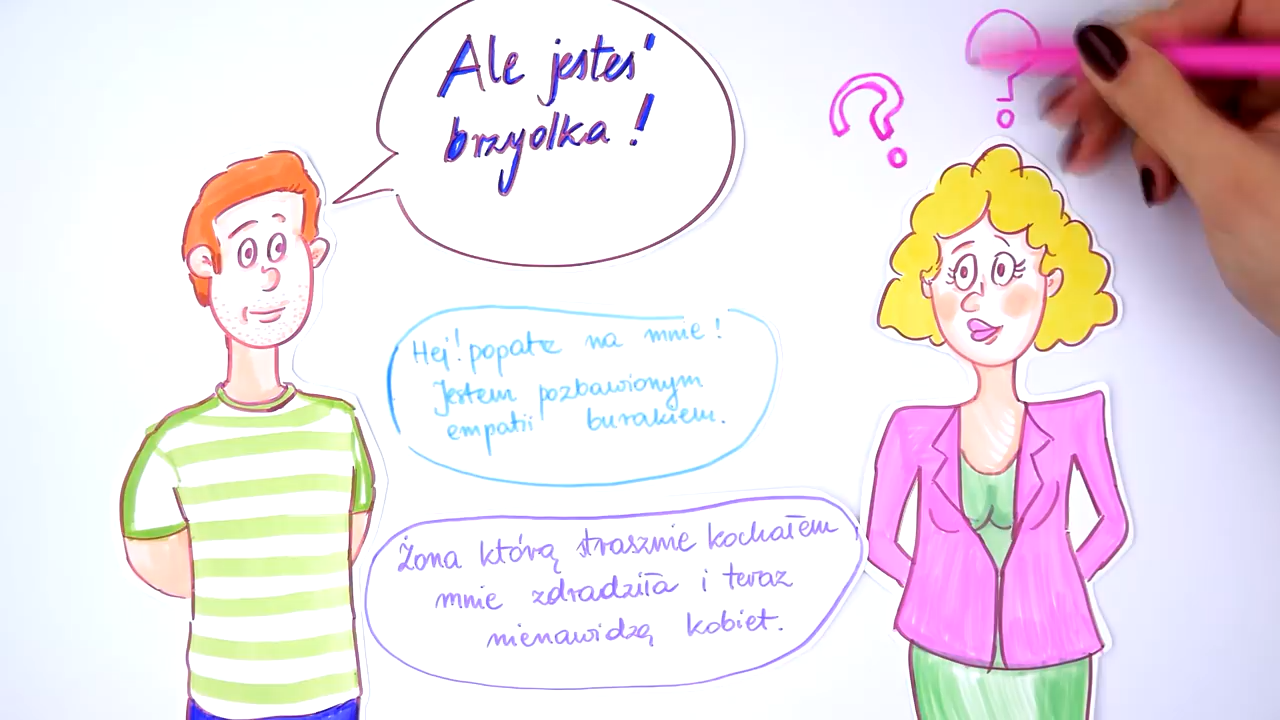 Ale jesteś
brzydka!
Hej! popatrz na mnie!
Jestem pozbawionym
empatii burakiem.
Żona którą strasznie kochałem
mnie zdradziła i teraz
nienawidzą kobiet.
? ?